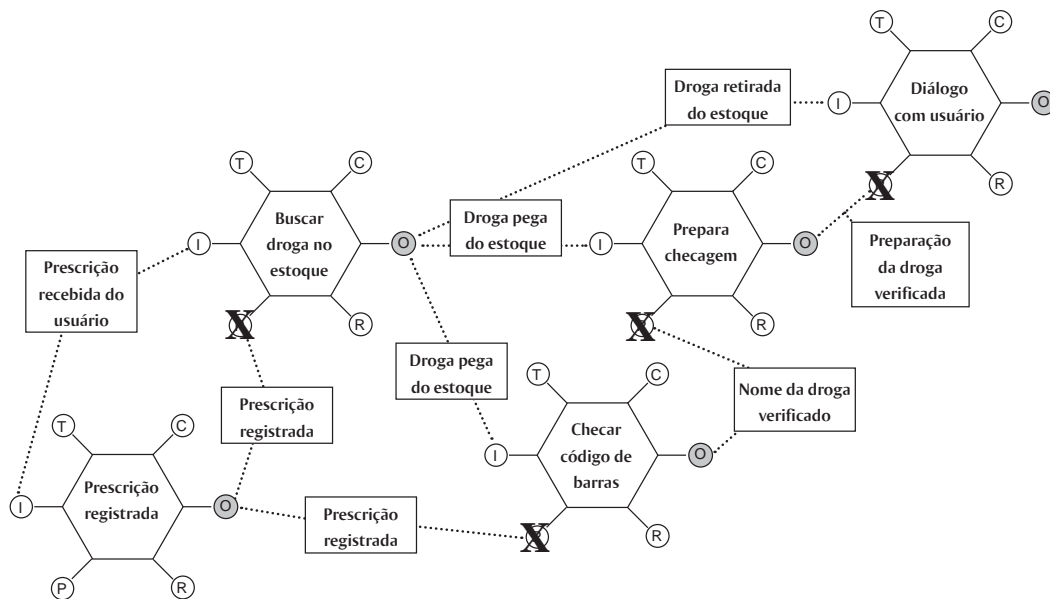 T
C
Diálogo
com usuário
I
O
R
X
Droga retirada
do estoque
T
C
Buscar
droga no
estoque
I
O
R
X
Droga pega
do estoque
T
C
Prepara
checagem
I
O
R
X
Preparação
da droga
verificada
Prescrição
recebida do
usuário
Droga pega
do estoque
Prescrição
registrada
Nome da droga
verificado
T
C
Checar
código de
barras
I
O
R
X
T
C
Prescrição
registrada
I
O
P
R
Prescrição
registrada